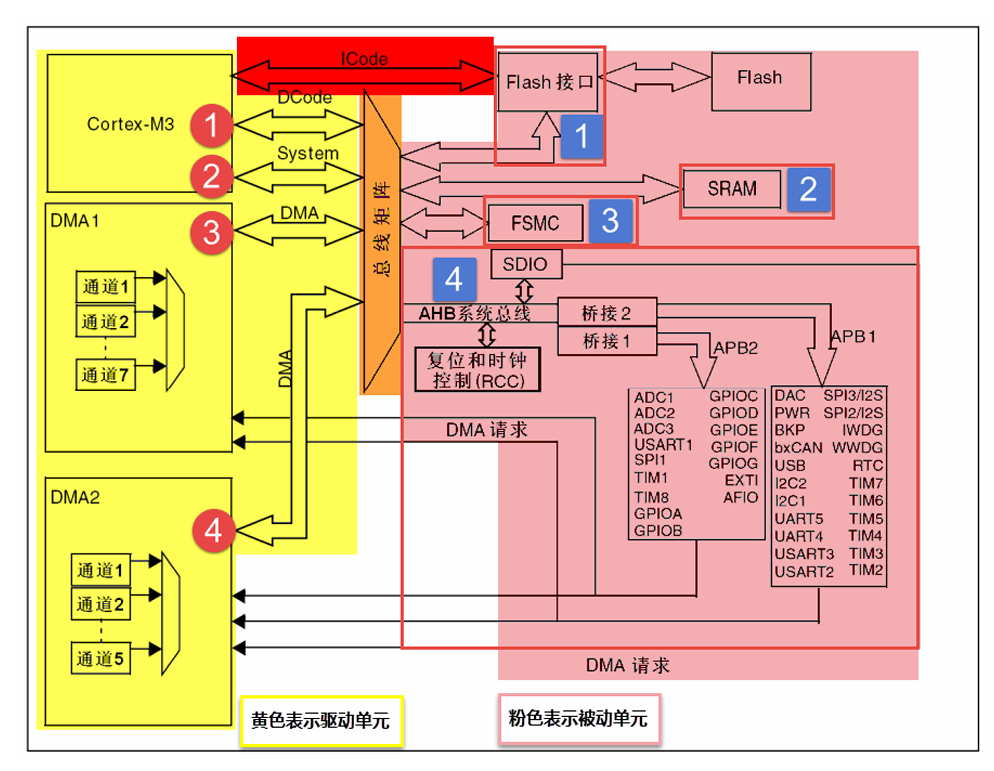 ICode
Flash 接口
Flash
Cortex-M3
1
DCode
1
2
System
SRAM
2
DMA1
3
DMA
总线矩阵
FSMC
3
通道1
通道2
通道7
4
SDIO
AHB系统总线
桥接2
桥接1
APB2
APB1
复位和时钟
控制(RCC)
DMA
ADC1 GPIOC
ADC2 GPIOD
ADC3 GPIOE
USART1 GPIOF
SPI1 GPIOG
TIM1 EXTI
TIM8 AFIO
GPIOA
GPIOB
DAC SPI3/I2S
PWR SPI2/I2S
BKP IWDG
bxCAN WWDG
USB RTC
I2C2 TIM7
I2C1 TIM6
UART5 TIM5
UART4 TIM4
USART3 TIM3
USART2 TIM2
DMA 请求
DMA2
4
通道1
通道2
通道5
DMA 请求
黄色表示驱动单元
粉色表示被动单元